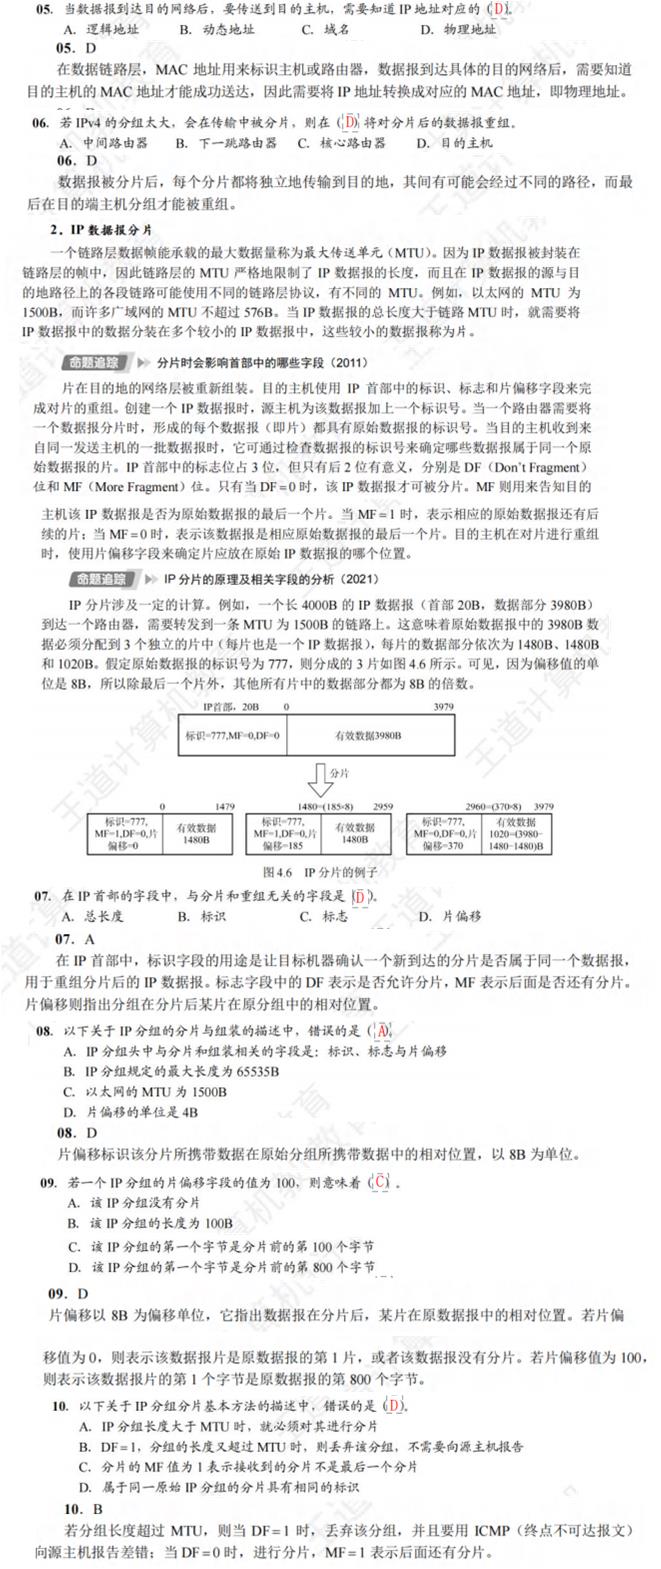 05. 当数据报到达目的网络后，要传送到目的主机，需要知道 IP 地址对应的（D）。
A. 逻辑地址 B. 动态地址 C. 域名 D. 物理地址
05. D
在数据链路层，MAC 地址用来标识主机或路由器，数据报到达具体的目的网络后，需要知道
目的主机的 MAC 地址才能成功送达，因此需要将 IP 地址转换成对应的 MAC 地址，即物理地址。
06. 若 IPv4 的分组太大，会在传输中被分片，则在（D）将对分片后的数据报重组。
A. 中间路由器 B. 下一跳路由器 C. 核心路由器 D. 目的主机
06. D
数据报被分片后，每个分片都将独立地传输到目的地，其间有可能会经过不同的路径，而最
后在目的端主机分组才能被重组。
2. IP 数据报分片
一个链路层数据帧能承载的最大数据量称为最大传送单元（MTU）。因为 IP 数据报被封装在
链路层的帧中，因此链路层的 MTU 严格地限制了 IP 数据报的长度，而且在 IP 数据报的源与目
的地路径上的各段链路可能使用不同的链路层协议，有不同的 MTU。例如，以太网的 MTU 为
1500B，而许多广域网的 MTU 不超过 576B。当 IP 数据报的总长度大于链路 MTU 时，就需要将
IP 数据报中的数据分装在多个较小的 IP 数据报中，这些较小的数据报称为片。
命题追踪 分片时会影响首部中的哪些字段（2011）
片在目的地的网络层被重新组装。目的主机使用 IP 首部中的标识、标志和片偏移字段来完
成对片的重组。创建一个 IP 数据报时，源主机为该数据报加上一个标识号。当一个路由器需要将
一个数据报分片时，形成的每个数据报（即片）都具有原始数据报的标识号。当目的主机收到来
自同一发送主机的一批数据报时，它可通过检查数据报的标识号来确定哪些数据报属于同一个原
始数据报的片。IP 首部中的标志位占 3 位，但只有后 2 位有意义，分别是 DF（Don't Fragment）
位和 MF（More Fragment）位。只有当 DF = 0 时，该 IP 数据报才可被分片。MF 则用来告知目的
主机该 IP 数据报是否为原始数据报的最后一个片。当 MF = 1 时，表示相应的原始数据报还有后
续的片；当 MF = 0 时，表示该数据报是相应原始数据报的最后一个片。目的主机在对片进行重组
时，使用片偏移字段来确定片应放在原始 IP 数据报的哪个位置。
命题追踪 IP 分片的原理及相关字段的分析（2021）
IP 分片涉及一定的计算。例如，一个长 4000B 的 IP 数据报（首部 20B，数据部分 3980B）
到达一个路由器，需要转发到一条 MTU 为 1500B 的链路上。这意味着原始数据报中的 3980B 数
据必须分配到 3 个独立的片中（每片也是一个 IP 数据报），每片的数据部分依次为 1480B、1480B
和 1020B。假定原始数据报的标识号为 777，则分成的 3 片如图 4.6 所示。可见，因为偏移值的单
位是 8B，所以除最后一个片外，其他所有片中的数据部分都为 8B 的倍数。
IP首部，20B 0 3979
标识=777,MF=0,DF=0 有效数据3980B
分片
0 1479 1480=(185×8) 2959 2960=(370×8) 3979
标识=777,
MF=1,DF=0,片
偏移=0
有效数据
1480B
标识=777,
MF=1,DF=0,片
偏移=185
有效数据
1480B
标识=777,
MF=0,DF=0,片
偏移=370
有效数据
1020=(3980-
1480-1480)B
图 4.6 IP 分片的例子
07. 在 IP 首部的字段中，与分片和重组无关的字段是（D）。
A. 总长度 B. 标识 C. 标志 D. 片偏移
07. A
在 IP 首部中，标识字段的用途是让目标机器确认一个新到达的分片是否属于同一个数据报，
用于重组分片后的 IP 数据报。标志字段中的 DF 表示是否允许分片，MF 表示后面是否还有分片。
片偏移则指出分组在分片后某片在原分组中的相对位置。
08. 以下关于 IP 分组的分片与组装的描述中，错误的是（A）。
A. IP 分组头中与分片和组装相关的字段是：标识、标志与片偏移
B. IP 分组规定的最大长度为 65535B
C. 以太网的 MTU 为 1500B
D. 片偏移的单位是 4B
08. D
片偏移标识该分片所携带数据在原始分组所携带数据中的相对位置，以 8B 为单位。
09. 若一个 IP 分组的片偏移字段的值为 100，则意味着（C）。
A. 该 IP 分组没有分片
B. 该 IP 分组的长度为 100B
C. 该 IP 分组的第一个字节是分片前的第 100 个字节
D. 该 IP 分组的第一个字节是分片前的第 800 个字节
09. D
片偏移以 8B 为偏移单位，它指出数据报在分片后，某片在原数据报中的相对位置。若片偏
移值为 0，则表示该数据报片是原数据报的第 1 片，或者该数据报没有分片。若片偏移值为 100，
则表示该数据报片的第 1 个字节是原数据报的第 800 个字节。
10. 以下关于 IP 分组分片基本方法的描述中，错误的是（D）。
A. IP 分组长度大于 MTU 时，就必须对其进行分片
B. DF = 1，分组的长度又超过 MTU 时，则丢弃该分组，不需要向源主机报告
C. 分片的 MF 值为 1 表示接收到的分片不是最后一个分片
D. 属于同一原始 IP 分组的分片具有相同的标识
10. B
若分组长度超过 MTU，则当 DF = 1 时，丢弃该分组，并且要用 ICMP（终点不可达报文）
向源主机报告差错；当 DF = 0 时，进行分片，MF = 1 表示后面还有分片。